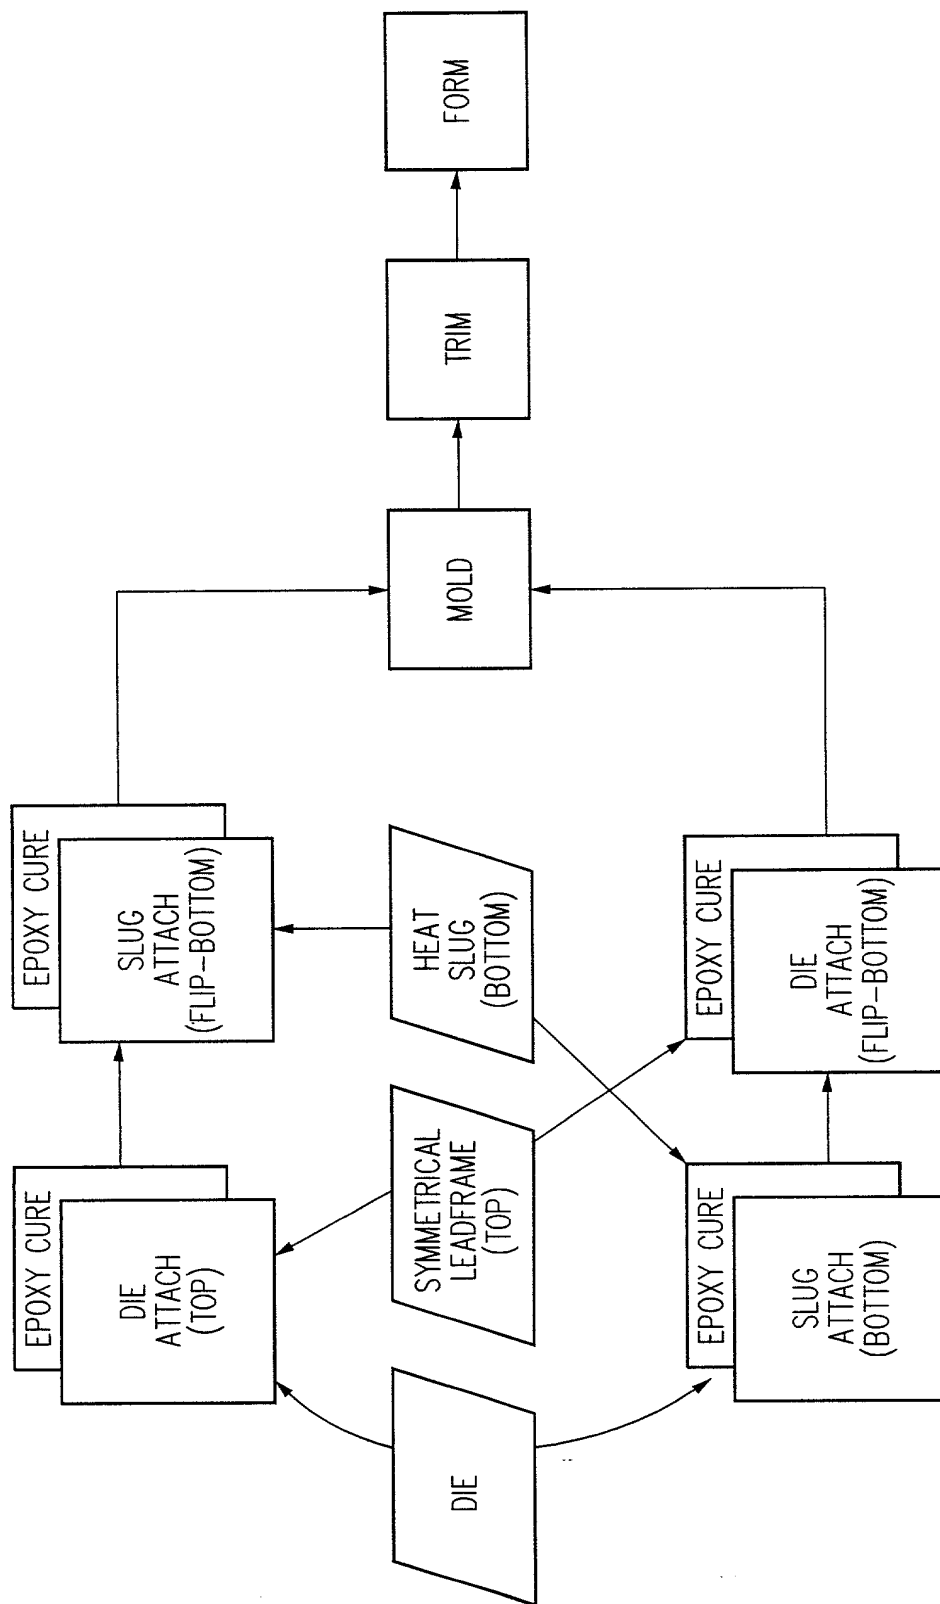 EPOXY CURE
DIE
ATTACH
(TOP)
EPOXY CURE
SLUG
ATTACH
(FLIP-BOTTOM)
DIE
SYMMETRICAL
LEADFRAME
(TOP)
HEAT
SLUG
(BOTTOM)
MOLD
TRIM
FORM
EPOXY CURE
SLUG
ATTACH
(BOTTOM)
EPOXY CURE
DIE
ATTACH
(FLIP-BOTTOM)